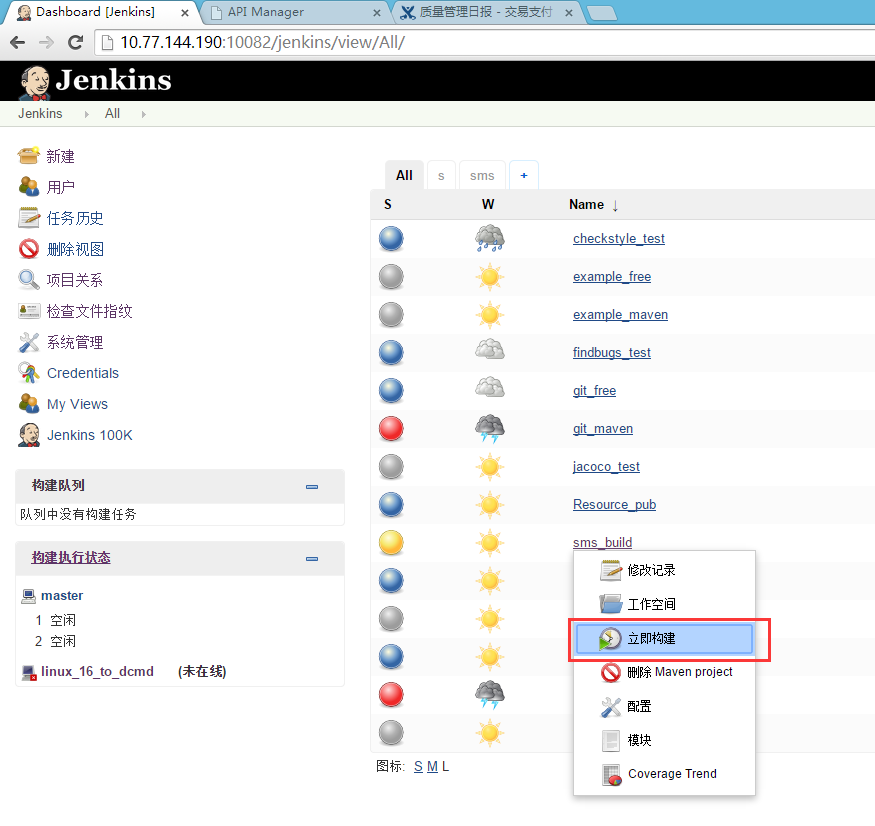 Dashboard [Jenkins]
API Manager
质量管理日报 - 交易支付
10.77.144.190:10082/jenkins/view/All/
Jenkins
Jenkins
All
新建
用户
任务历史
删除视图
项目关系
检查文件指纹
系统管理
Credentials
My Views
Jenkins 100K
构建队列
队列中没有构建任务
构建执行状态
master
1 空闲
2 空闲
linux_16_to_dcmd (未在线)
All s sms +
S W Name ↓
checkstyle_test
example_free
example_maven
findbugs_test
git_free
git_maven
jacoco_test
Resource_pub
sms_build
修改记录
工作空间
立即构建
删除 Maven project
配置
模块
Coverage Trend
图标: S M L